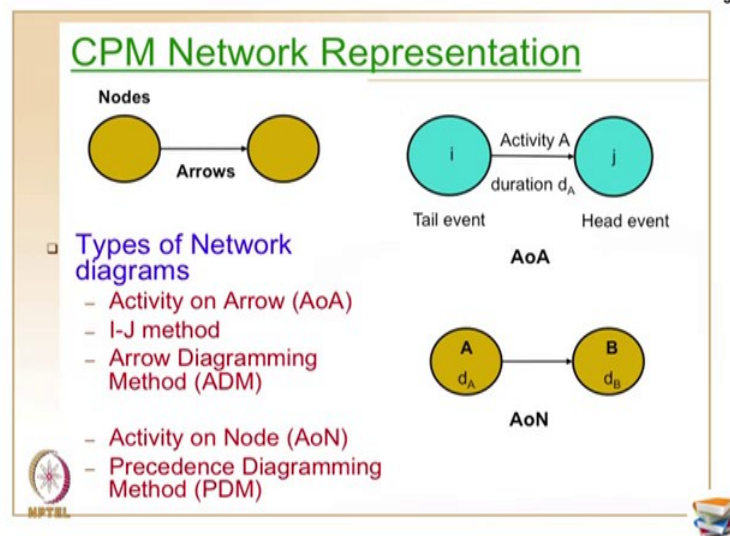 CPM Network Representation
Nodes
Arrows
i
Activity A
duration dA
j
Tail event
Head event
AoA
Types of Network
diagrams
– Activity on Arrow (AoA)
– I-J method
– Arrow Diagramming
Method (ADM)
A
dA
B
dB
AoN
– Activity on Node (AoN)
– Precedence Diagramming
Method (PDM)
NPTEL